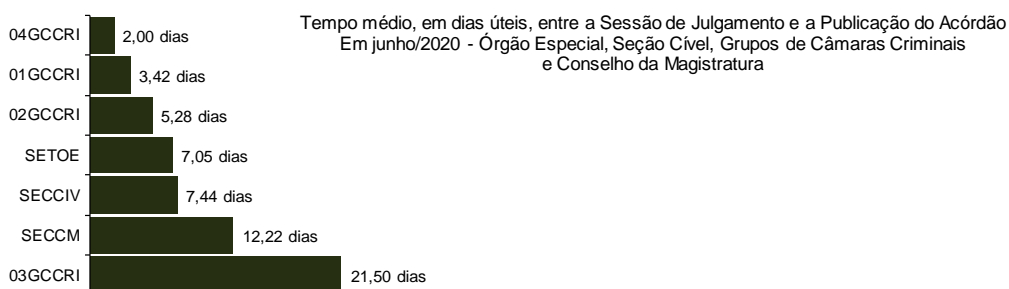 Tempo médio, em dias úteis, entre a Sessão de Julgamento e a Publicação do Acórdão
Em junho/2020 - Órgão Especial, Seção Cível, Grupos de Câmaras Criminais
e Conselho da Magistratura
04GCCRI 2,00 dias
01GCCRI 3,42 dias
02GCCRI 5,28 dias
SETOE 7,05 dias
SECCIV 7,44 dias
SECCM 12,22 dias
03GCCRI 21,50 dias